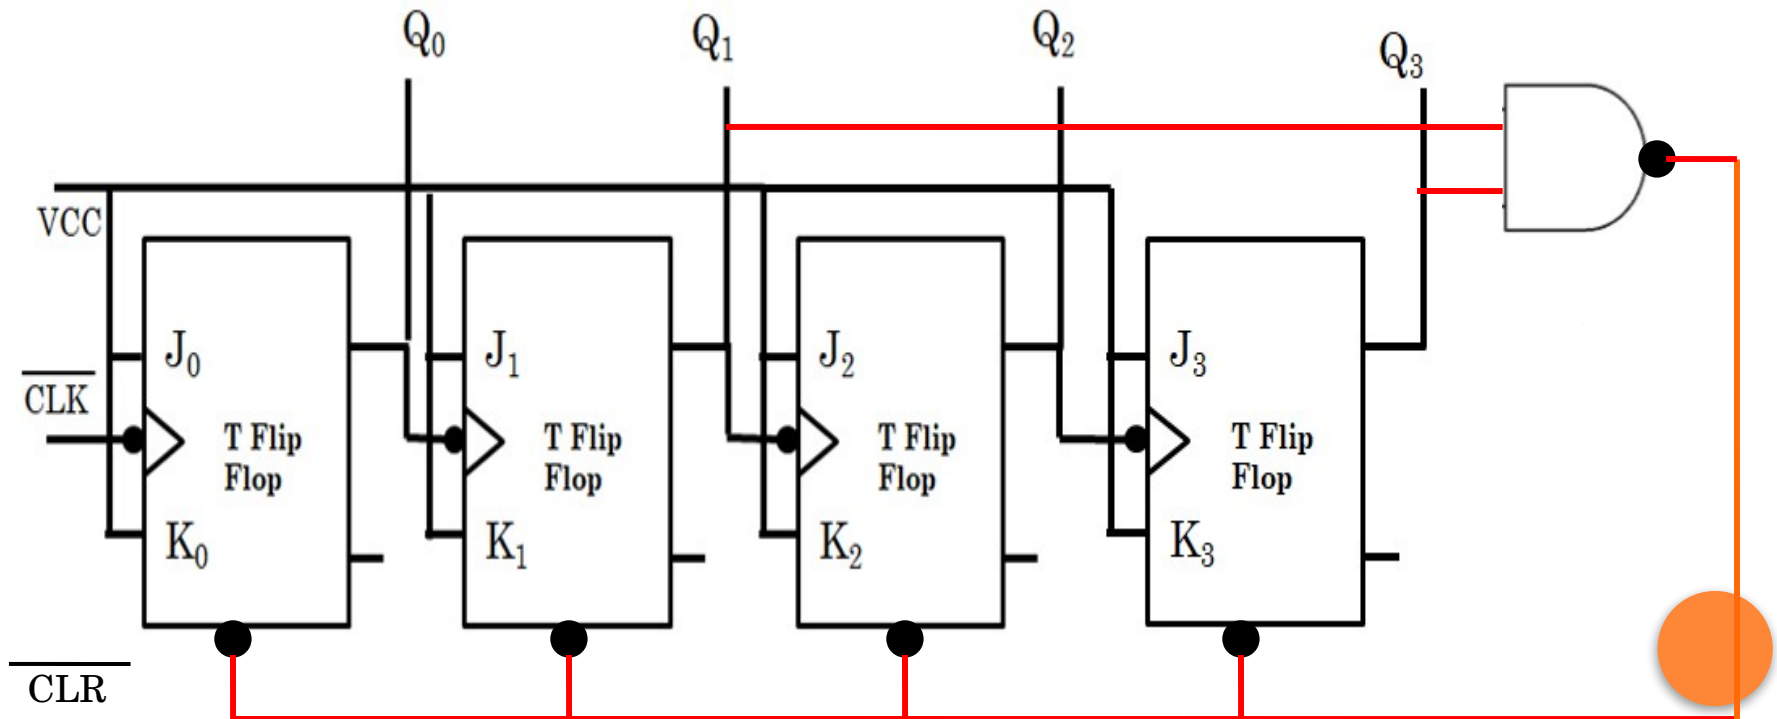 Q0 Q1 Q2 Q3
VCC
J0 J1 J2 J3
CLK
T Flip T Flip T Flip T Flip
Flop Flop Flop Flop
K0 K1 K2 K3
CLR